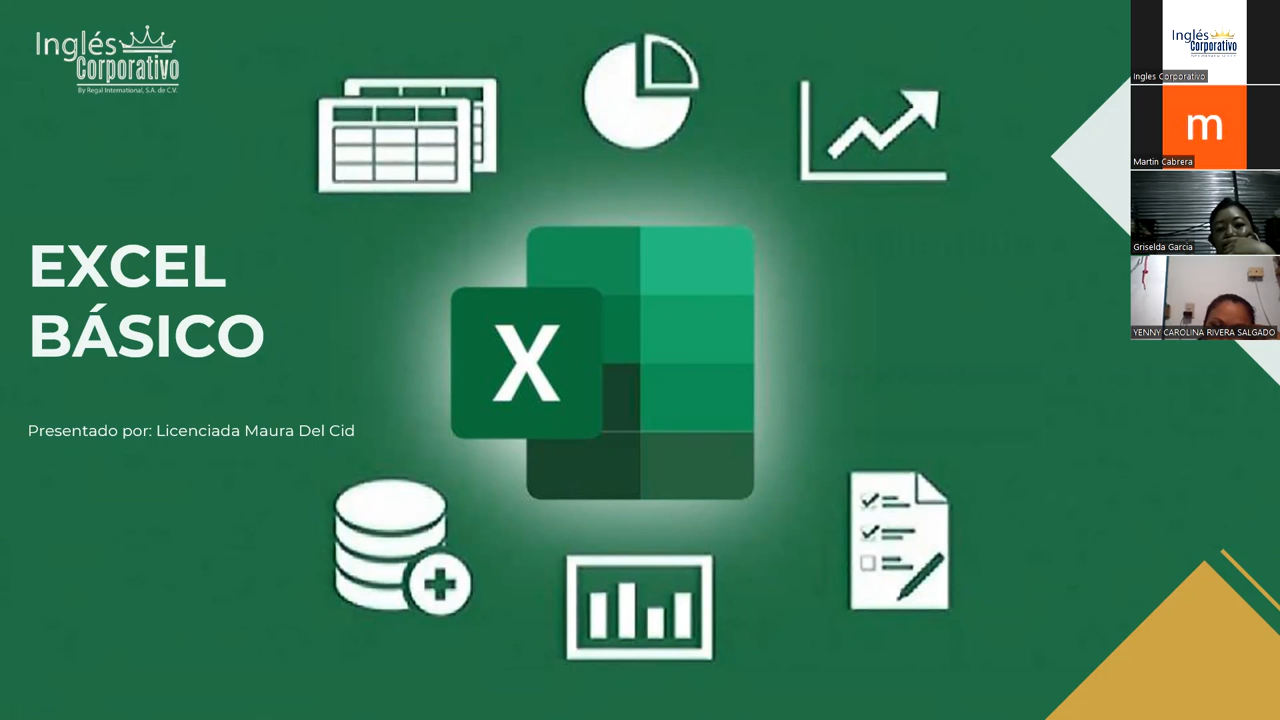 Inglés
Corporativo
By Regal International, S.A. de C.V.
EXCEL
BÁSICO
Presentado por: Licenciada Maura Del Cid
X
Inglés
Corporativo
Ingles Corporativo
m
Martin Cabrera
Griselda Garcia
YENNY CAROLINA RIVERA SALGADO